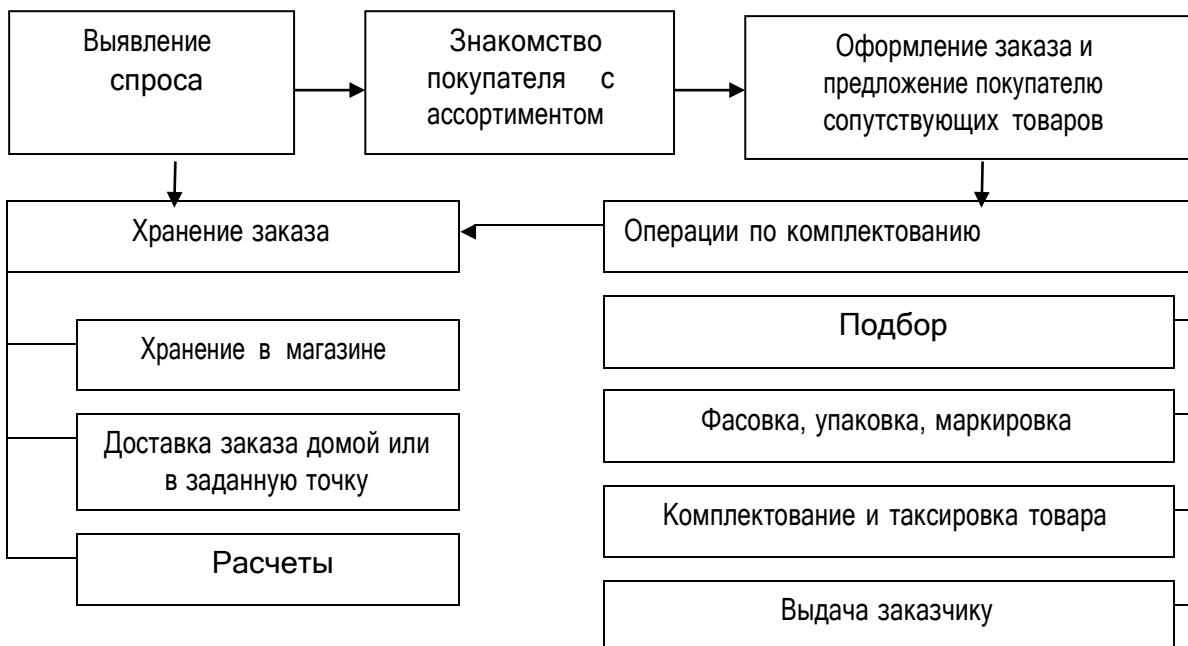 Выявление
спроса
Знакомство
покупателя с
ассортиментом
Оформление заказа и
предложение покупателю
сопутствующих товаров
Хранение заказа
Операции по комплектованию
Хранение в магазине
Доставка заказа домой или
в заданную точку
Расчеты
Подбор
Фасовка, упаковка, маркировка
Комплектование и таксировка товара
Выдача заказчику